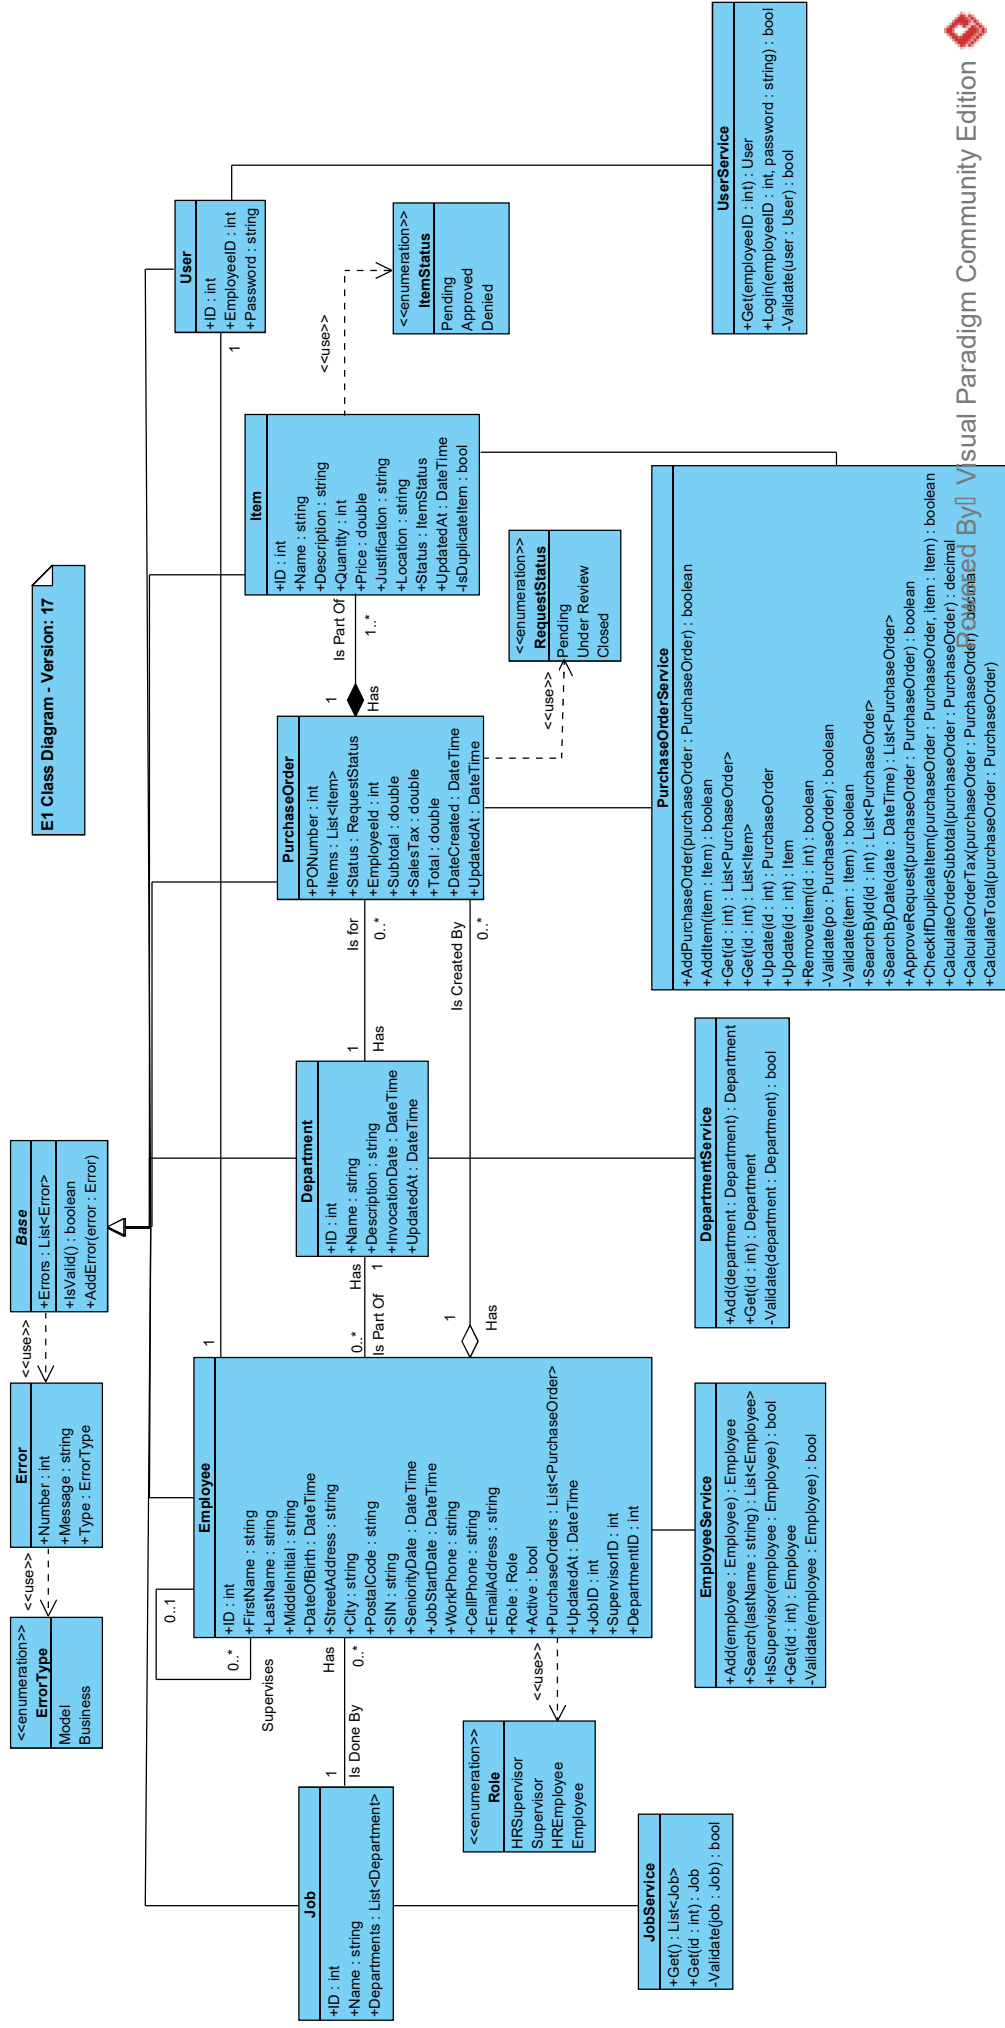 E1 Class Diagram - Version: 17
<<enumeration>>
ErrorType
Model
Business
<<use>>
Error
+Number : int
+Message : string
+Type : ErrorType
<<use>>
Base
+Errors : List<Error>
+IsValid() : boolean
+AddError(error : Error)
User
+ID : int
+EmployeeID : int
+Password : string
1
1
0..1
0..*
Supervises
Employee
+ID : int
+FirstName : string
+LastName : string
+MiddleInitial : string
+DateOfBirth : DateTime
+StreetAddress : string
+City : string
+PostalCode : string
+SIN : string
+SeniorityDate : DateTime
+JobStartDate : DateTime
+WorkPhone : string
+CellPhone : string
+EmailAddress : string
+Role : Role
+Active : bool
+PurchaseOrders : List<PurchaseOrder>
+UpdatedAt : DateTime
+JobID : int
+SupervisorID : int
+DepartmentID : int
Job
+ID : int
+Name : string
+Departments : List<Department>
1
Is Done By
Has
0..*
<<use>>
<<enumeration>>
Role
HRSupervisor
Supervisor
HREmployee
Employee
0..*
Is Part Of
Has
1
Department
+ID : int
+Name : string
+Description : string
+InvocationDate : DateTime
+UpdatedAt : DateTime
1
Has
Is for
0..*
1
Has
Is Created By
0..*
PurchaseOrder
+PONumber : int
+Items : List<Item>
+Status : RequestStatus
+EmployeeId : int
+Subtotal : double
+SalesTax : double
+Total : double
+DateCreated : DateTime
+UpdatedAt : DateTime
1
Has
Is Part Of
1..*
Item
+ID : int
+Name : string
+Description : string
+Quantity : int
+Price : double
+Justification : string
+Location : string
+Status : ItemStatus
+UpdatedAt : DateTime
-IsDuplicateItem : bool
<<use>>
<<enumeration>>
ItemStatus
Pending
Approved
Denied
<<use>>
<<enumeration>>
RequestStatus
Pending
Under Review
Closed
JobService
+Get() : List<Job>
+Get(id : int) : Job
-Validate(job : Job) : bool
EmployeeService
+Add(employee : Employee) : Employee
+Search(lastName : string) : List<Employee>
+IsSupervisor(employee : Employee) : bool
+Get(id : int) : Employee
-Validate(employee : Employee) : bool
DepartmentService
+Add(department : Department) : Department
+Get(id : int) : Department
-Validate(department : Department) : bool
PurchaseOrderService
+AddPurchaseOrder(purchaseOrder : PurchaseOrder) : boolean
+AddItem(item : Item) : boolean
+Get(id : int) : List<PurchaseOrder>
+Get(id : int) : List<Item>
+Update(id : int) : PurchaseOrder
+Update(id : int) : Item
+RemoveItem(id : int) : boolean
-Validate(po : PurchaseOrder) : boolean
-Validate(item : Item) : boolean
+SearchById(id : int) : List<PurchaseOrder>
+SearchByDate(date : DateTime) : List<PurchaseOrder>
+ApproveRequest(purchaseOrder : PurchaseOrder) : boolean
+CheckIfDuplicateItem(purchaseOrder : PurchaseOrder, item : Item) : boolean
+CalculateOrderSubtotal(purchaseOrder : PurchaseOrder) : decimal
+CalculateOrderTax(purchaseOrder : PurchaseOrder) : decimal
+CalculateTotal(purchaseOrder : PurchaseOrder)
UserService
+Get(employeeID : int) : User
+Login(employeeID : int, password : string) : bool
-Validate(user : User) : bool
Powered By Visual Paradigm Community Edition